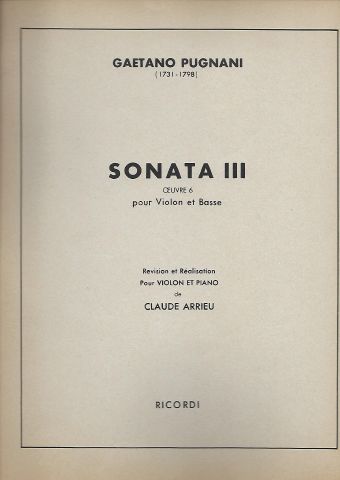 GAETANO PUGNANI
(1731-1798)
SONATA III
ŒUVRE 6
pour Violon et Basse
Revision et Réalisation
Pour VIOLON ET PIANO
de
CLAUDE ARRIEU
RICORDI